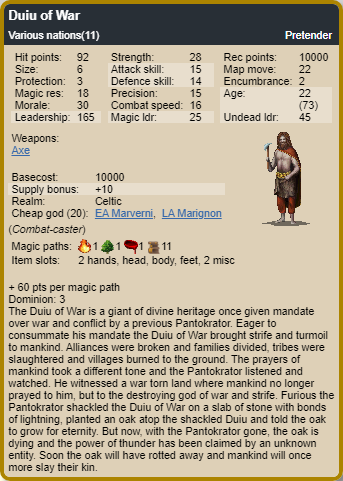 Duiu of War
Various nations(11) Pretender
Hit points: 92 Strength: 28 Rec points: 10000
Size: 6 Attack skill: 15 Map move: 22
Protection: 3 Defence skill: 14 Encumbrance: 2
Magic res: 18 Precision: 15 Age: 22
Morale: 30 Combat speed: 16 (73)
Leadership: 165 Magic ldr: 25 Undead ldr: 45
Weapons:
Axe
Basecost: 10000
Supply bonus: +10
Realm: Celtic
Cheap god (20): EA Marverni, LA Marignon
(Combat-caster)
Magic paths: 1 1 1 11
Item slots: 2 hands, head, body, feet, 2 misc
+ 60 pts per magic path
Dominion: 3
The Duiu of War is a giant of divine heritage once given mandate
over war and conflict by a previous Pantokrator. Eager to
consummate his mandate the Duiu of War brought strife and turmoil
to mankind. Alliances were broken and families divided, tribes were
slaughtered and villages burned to the ground. The prayers of
mankind took a different tone and the Pantokrator listened and
watched. He witnessed a war torn land where mankind no longer
prayed to him, but to the destroying god of war and strife. Furious the
Pantokrator shackled the Duiu of War on a slab of stone with bonds
of lightning, planted an oak atop the shackled Duiu and told the oak
to grow for eternity. But now, with the Pantokrator gone, the oak is
dying and the power of thunder has been claimed by an unknown
entity. Soon the oak will have rotted away and mankind will once
more slay their kin.